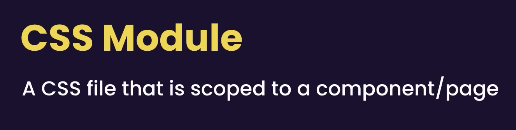 CSS Module
A CSS file that is scoped to a component/page